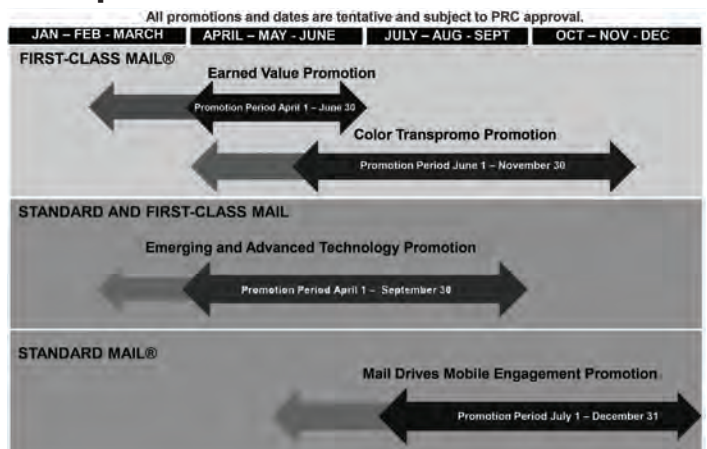 All promotions and dates are tentative and subject to PRC approval.
JAN – FEB - MARCH APRIL – MAY - JUNE JULY – AUG - SEPT OCT – NOV - DEC
FIRST-CLASS MAIL®
Earned Value Promotion
Promotion Period April 1 – June 30
Color Transpromo Promotion
Promotion Period June 1 – November 30
STANDARD AND FIRST-CLASS MAIL
Emerging and Advanced Technology Promotion
Promotion Period April 1 – September 30
STANDARD MAIL®
Mail Drives Mobile Engagement Promotion
Promotion Period July 1 – December 31